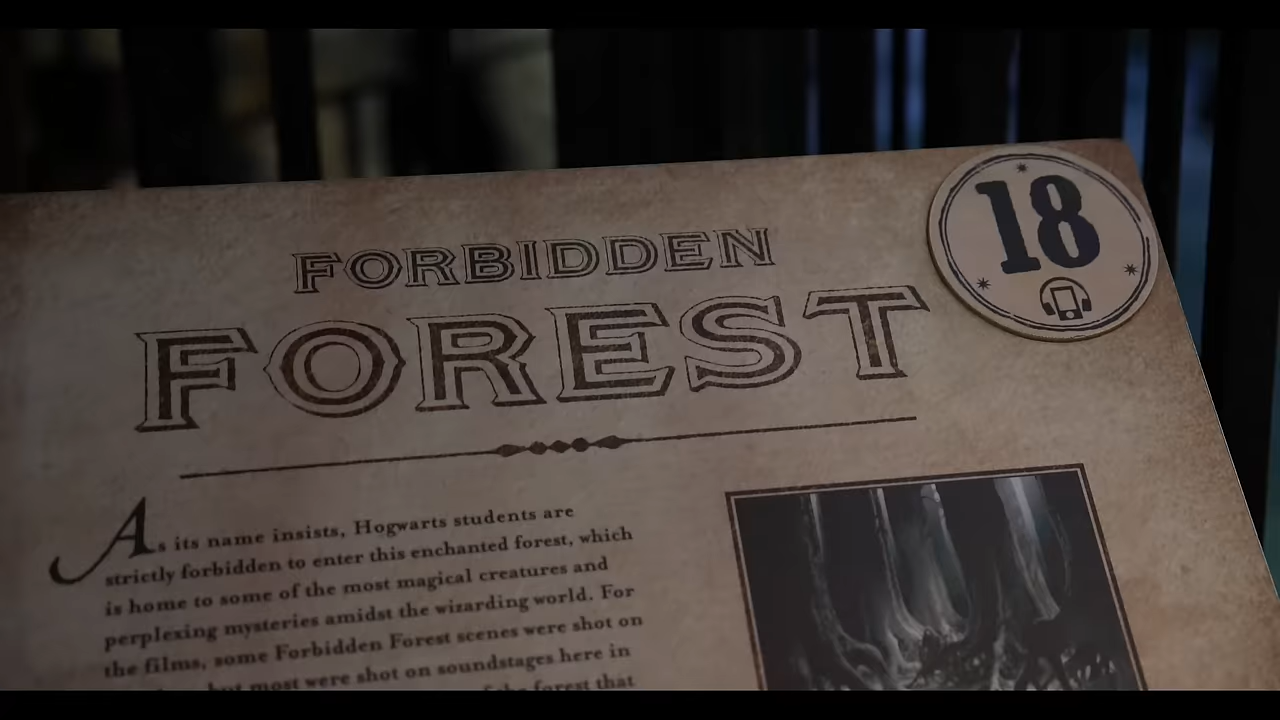 FORBIDDEN
FOREST
18
As its name insists, Hogwarts students are
strictly forbidden to enter this enchanted forest, which
is home to some of the most magical creatures and
perplexing mysteries amidst the wizarding world. For
the films, some Forbidden Forest scenes were shot on
but most were shot on soundstages here in
of the forest that